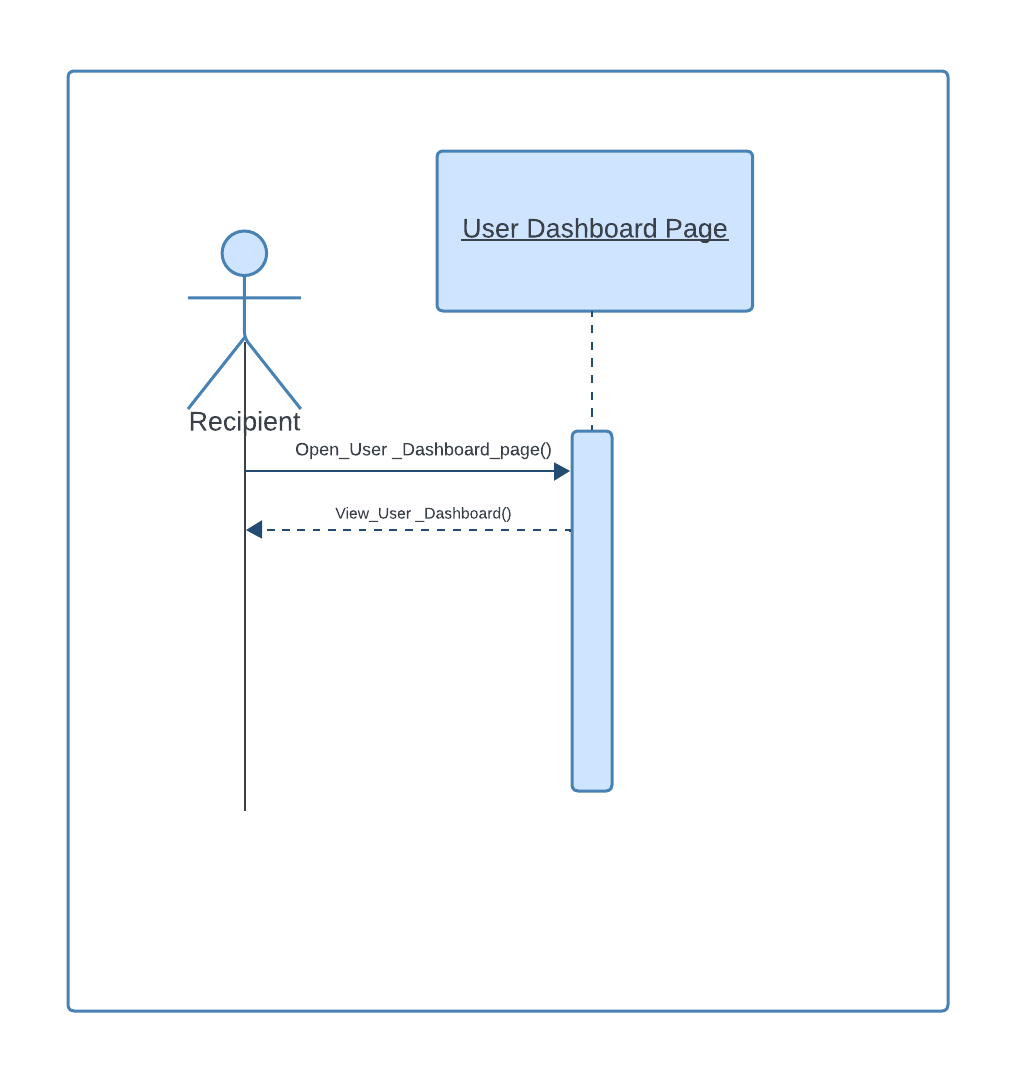 User Dashboard Page
Recipient
Open_User _Dashboard_page()
View_User _Dashboard()